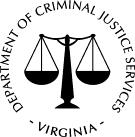 DEPARTMENT OF CRIMINAL JUSTICE SERVICES
- VIRGINIA -